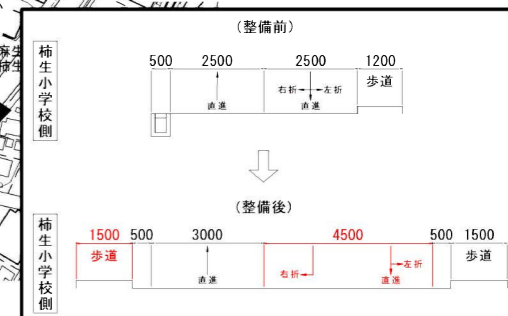 (整備前)
柿生小学校側
500 2500 2500 1200
歩道
右折 左折
直進 直進
(整備後)
柿生小学校側
1500 500 3000 4500 500 1500
歩道 歩道
右折 左折
直進 直進